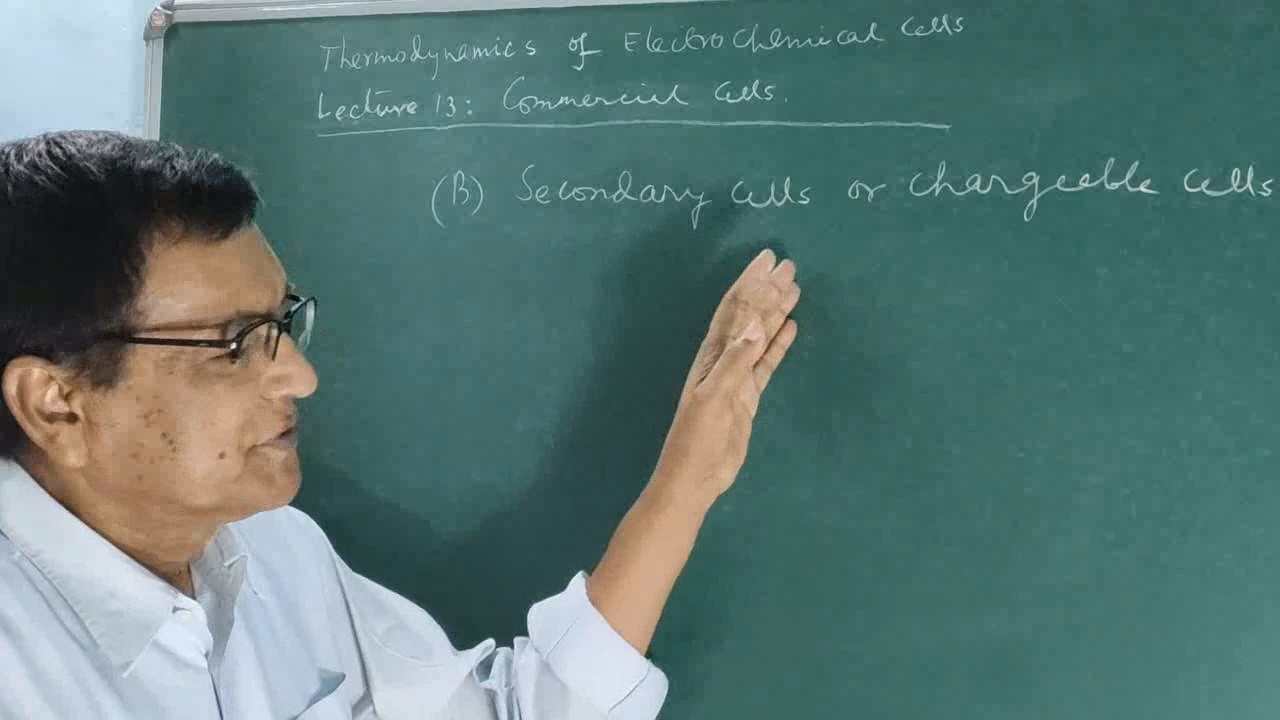 Thermodynamics of Electrochemical Cells
Lecture 13: Commercial Cells.
(B) Secondary Cells or chargeable cells